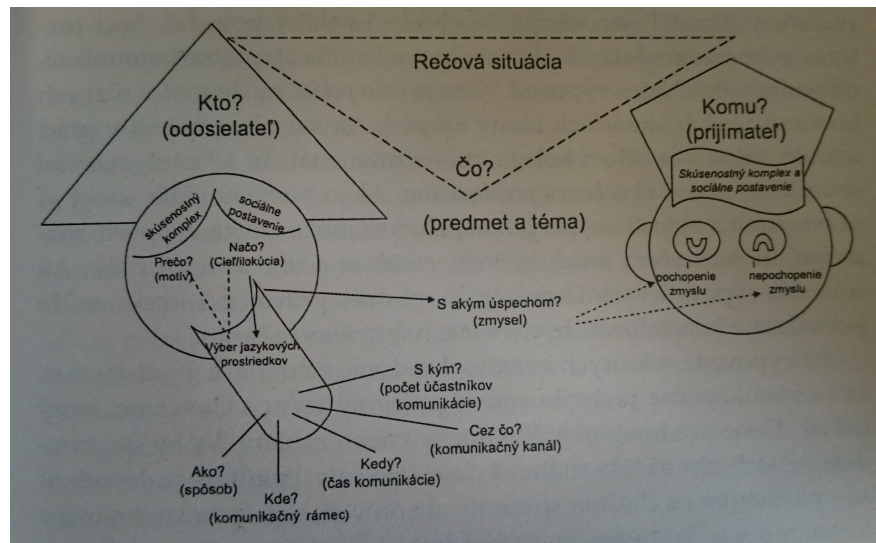 Rečová situácia
Kto?
(odosielateľ)
Komu?
(prijímateľ)
Skúsenostný komplex a
sociálne postavenie
Čo?
(predmet a téma)
skúsenostný
komplex
sociálne
postavenie
Prečo?
(motív)
Načo?
(Cieľ/ilokúcia)
pochopenie
zmyslu
nepochopenie
zmyslu
S akým úspechom?
(zmysel)
Výber jazykových
prostriedkov
S kým?
(počet účastníkov
komunikácie)
Cez čo?
(komunikačný kanál)
Kedy?
(čas komunikácie)
Ako?
(spôsob)
Kde?
(komunikačný rámec)